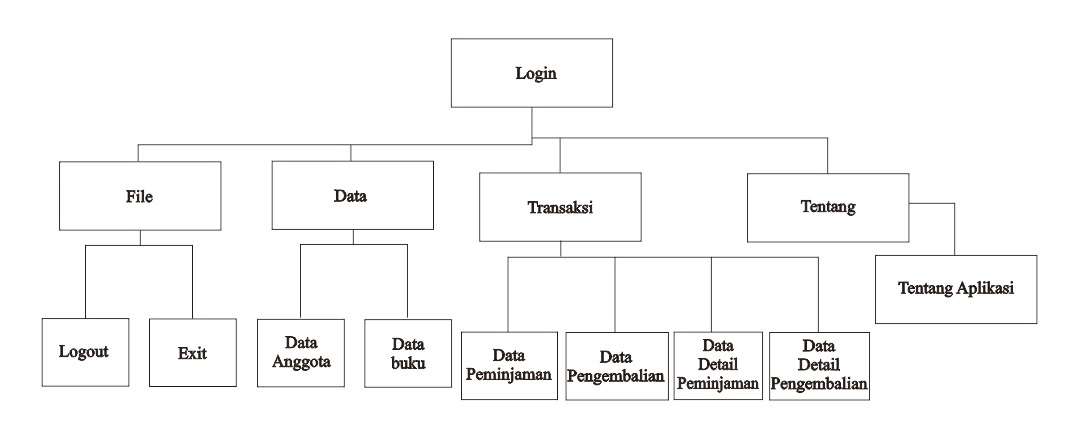 Login
File
Data
Transaksi
Tentang
Tentang Aplikasi
Logout
Exit
Data
Anggota
Data
buku
Data
Peminjaman
Data
Pengembalian
Data
Detail
Peminjaman
Data
Detail
Pengembalian